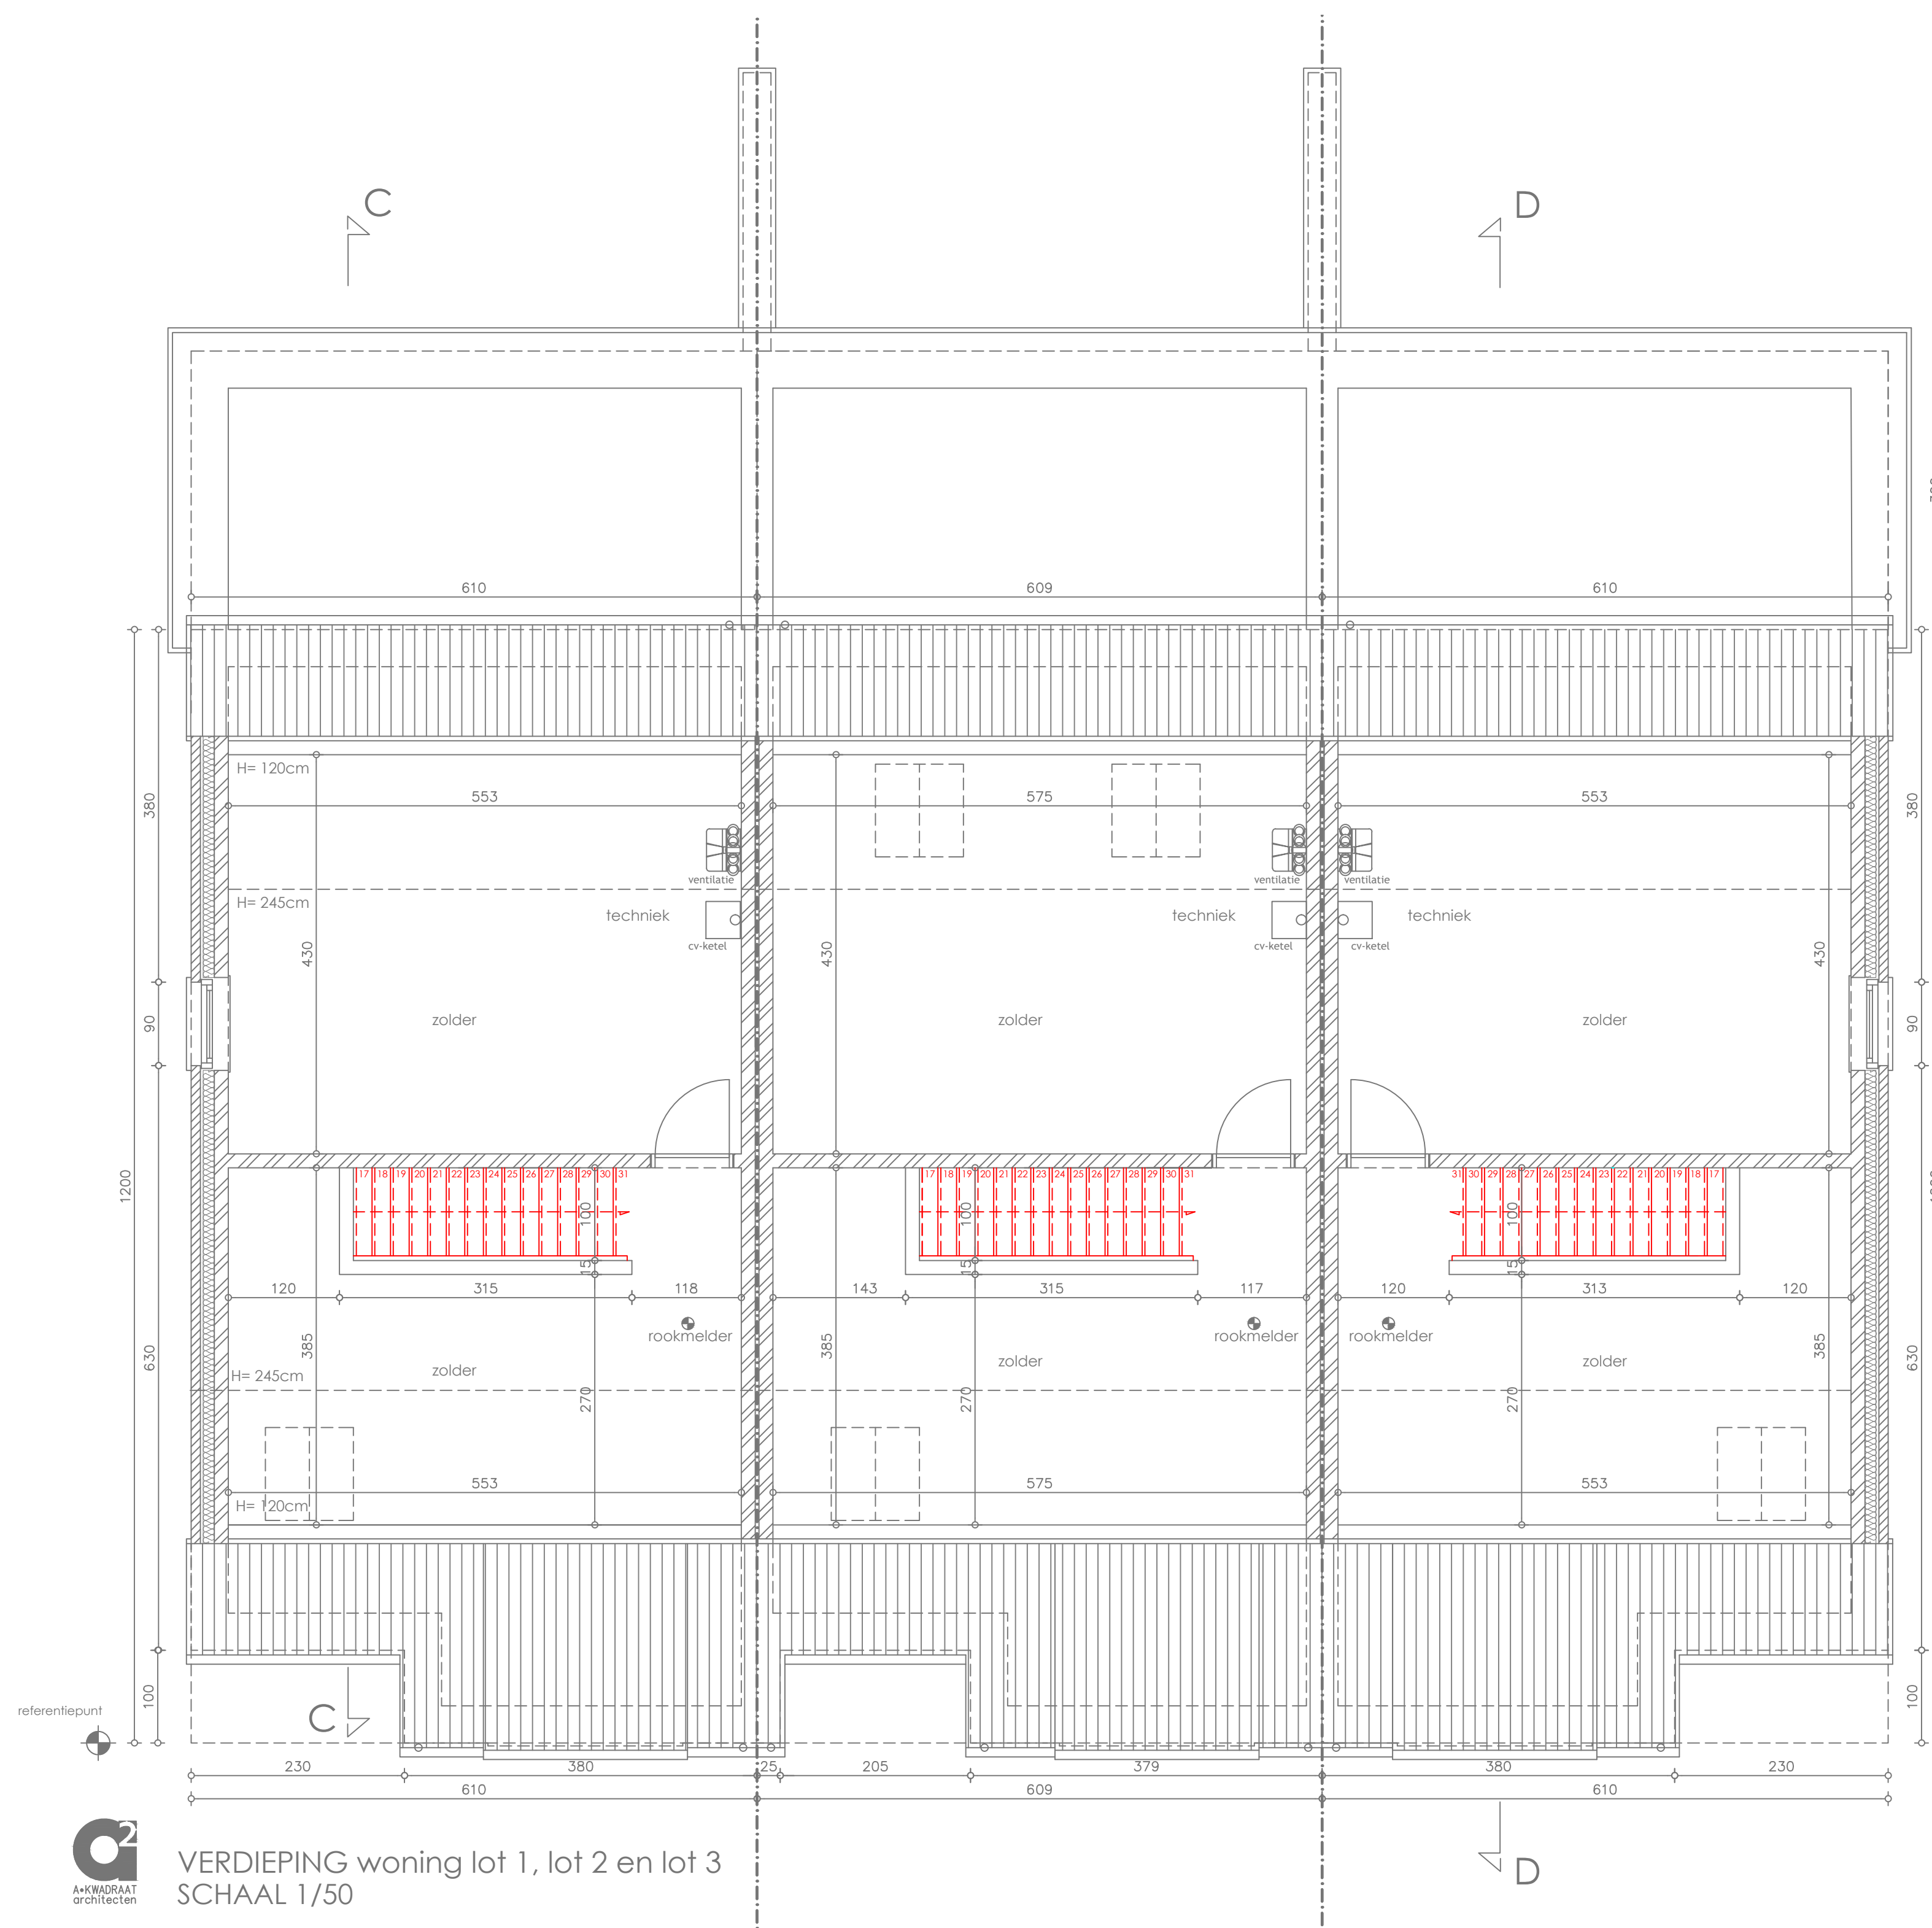 C
D
610
609
610
H= 120cm
380
553
575
553
380
ventilatie
ventilatie
ventilatie
H= 245cm
techniek
techniek
techniek
cv-ketel
cv-ketel
cv-ketel
430
430
430
90
zolder
zolder
zolder
90
1200
17 18 19 20 21 22 23 24 25 26 27 28 29 30 31
17 18 19 20 21 22 23 24 25 26 27 28 29 30 31
31 30 29 28 27 26 25 24 23 22 21 20 19 18 17
100
100
100
15
15
15
120
315
118
143
315
117
120
313
120
rookmelder
rookmelder
rookmelder
630
385
385
385
630
zolder
zolder
zolder
H= 245cm
270
270
270
553
575
553
H= 120cm
100
100
referentiepunt
C
230
380
25
205
379
380
230
610
609
610
a2
A•KWADRAAT
architecten
VERDIEPING woning lot 1, lot 2 en lot 3
SCHAAL 1/50
D